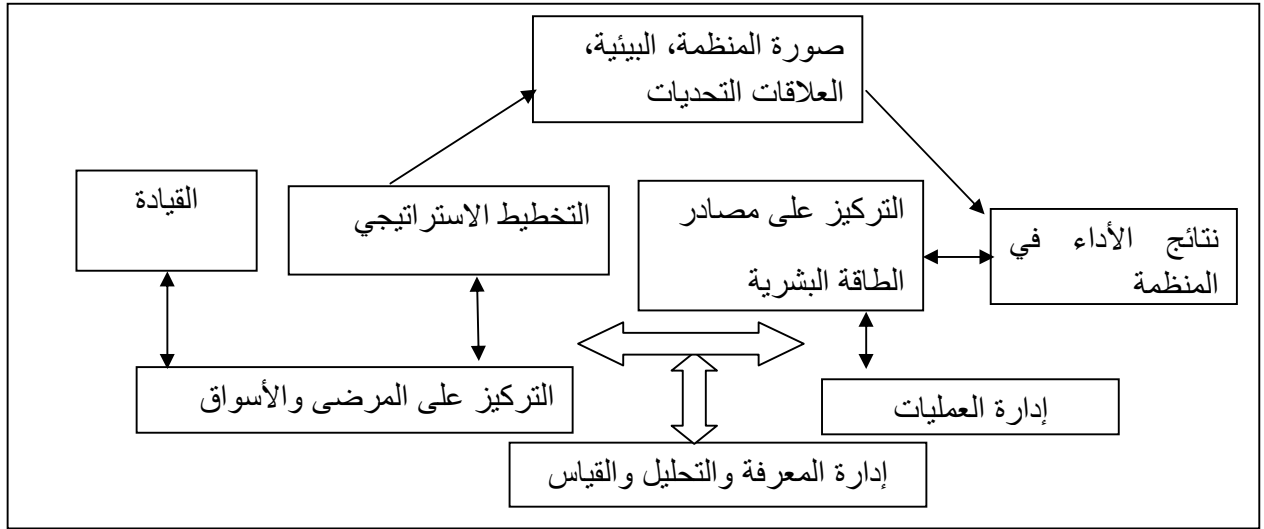 صورة المنظمة، البيئية،
العلاقات التحديات
القيادة
التخطيط الاستراتيجي
التركيز على مصادر
الطاقة البشرية
نتائج الأداء في
المنظمة
التركيز على المرضى والأسواق
إدارة العمليات
إدارة المعرفة والتحليل والقياس